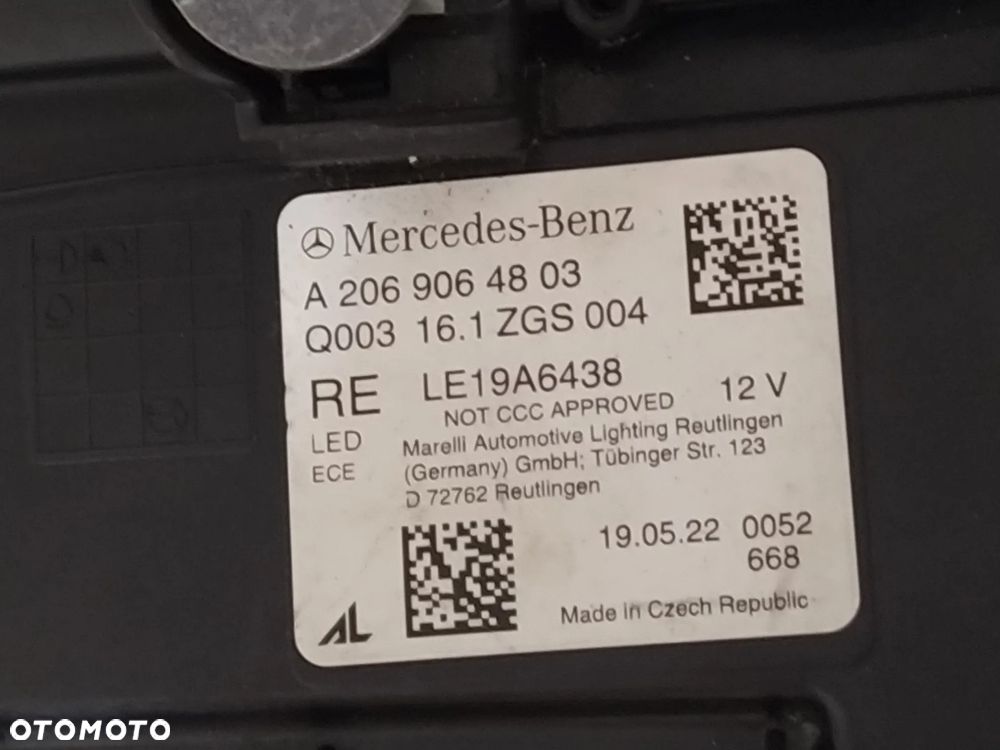 Mercedes-Benz
A 206 906 48 03
Q003 16.1 ZGS 004
RE LE19A6438 12 V
NOT CCC APPROVED
LED Marelli Automotive Lighting Reutlingen
ECE (Germany) GmbH; Tübinger Str. 123
D 72762 Reutlingen
19.05.22 0052
668
AL Made in Czech Republic
OTOMOTO